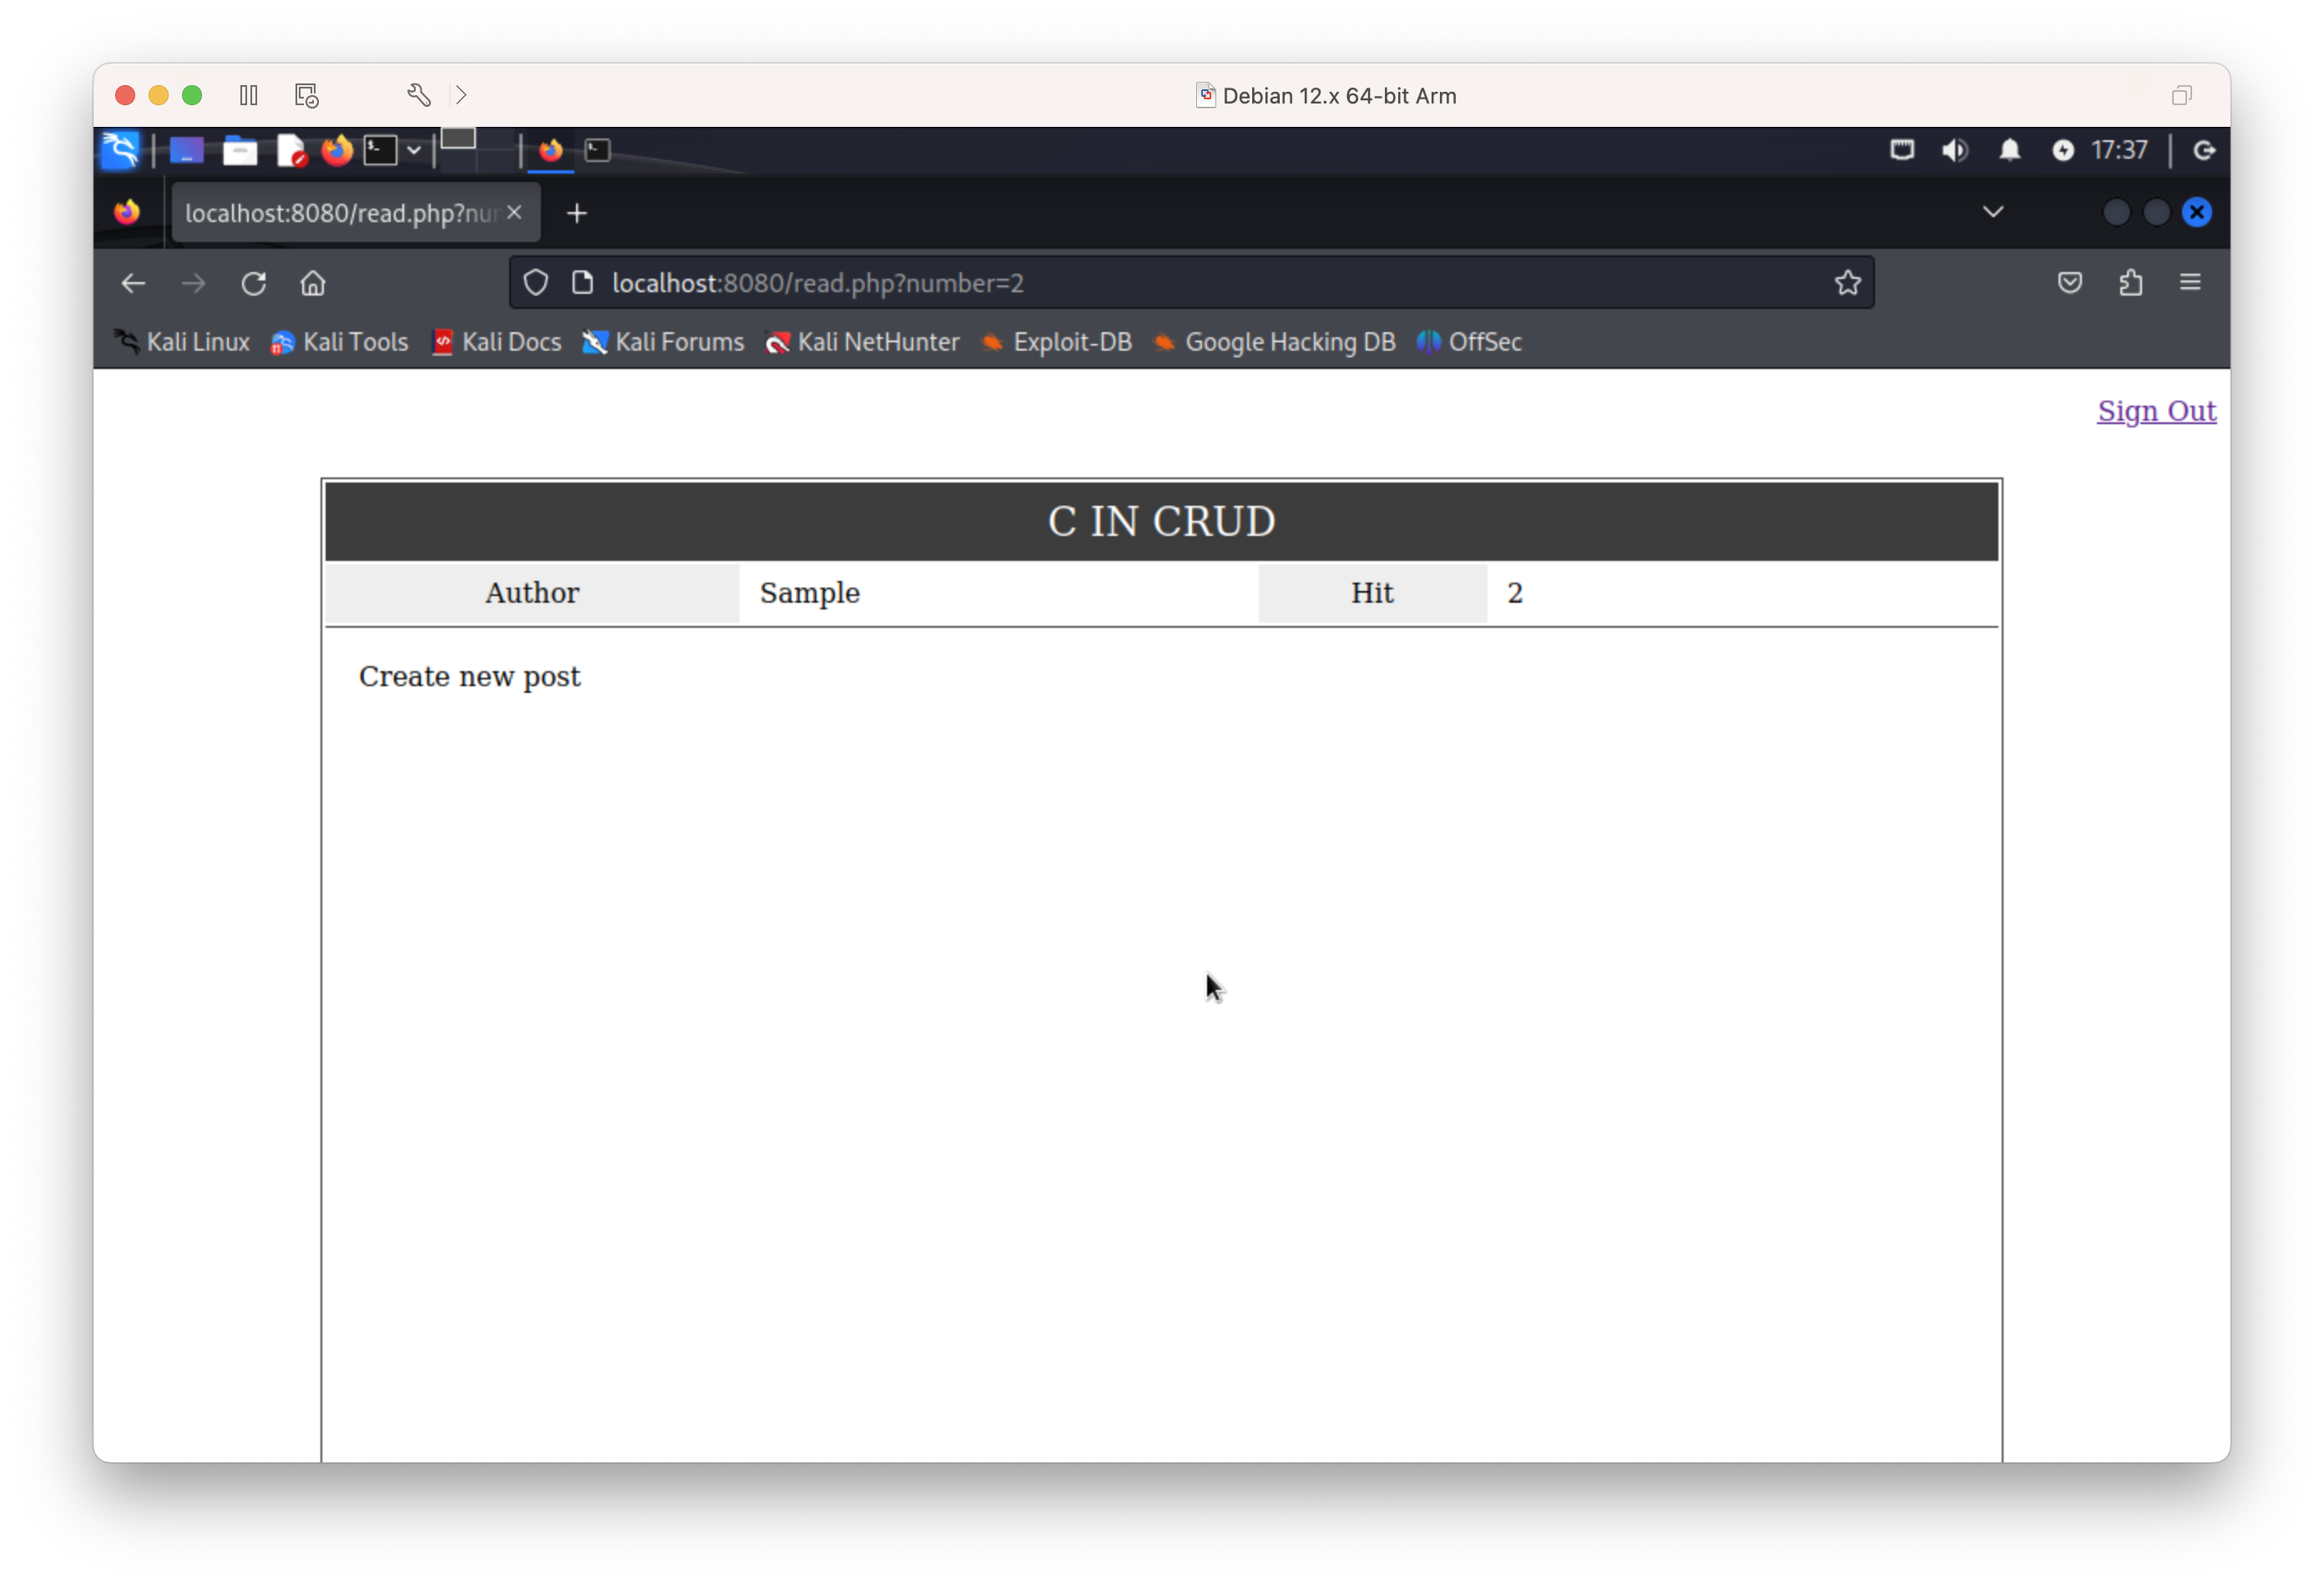 Debian 12.x 64-bit Arm
17:37
localhost:8080/read.php?nur
localhost:8080/read.php?number=2
Kali Linux Kali Tools Kali Docs Kali Forums Kali NetHunter Exploit-DB Google Hacking DB OffSec
Sign Out
C IN CRUD
Author Sample Hit 2
Create new post